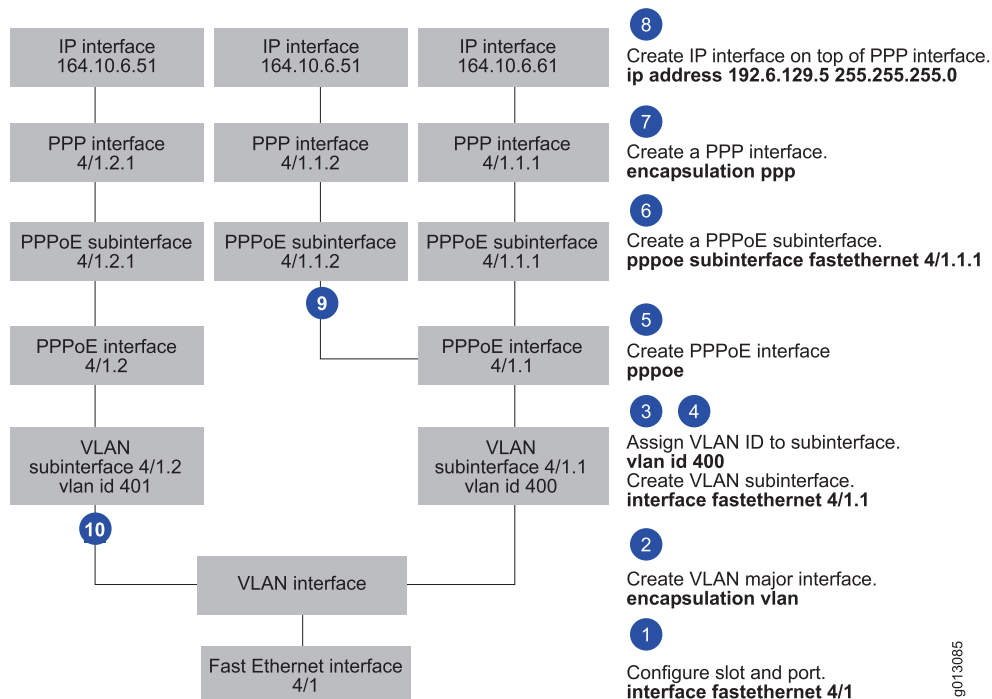 IP interface
164.10.6.51
IP interface
164.10.6.51
IP interface
164.10.6.61
8
Create IP interface on top of PPP interface.
ip address 192.6.129.5 255.255.255.0
PPP interface
4/1.2.1
PPP interface
4/1.1.2
PPP interface
4/1.1.1
7
Create a PPP interface.
encapsulation ppp
PPPoE subinterface
4/1.2.1
PPPoE subinterface
4/1.1.2
PPPoE subinterface
4/1.1.1
6
Create a PPPoE subinterface.
pppoe subinterface fastethernet 4/1.1.1
9
PPPoE interface
4/1.2
PPPoE interface
4/1.1
5
Create PPPoE interface
pppoe
VLAN
subinterface 4/1.2
vlan id 401
VLAN
subinterface 4/1.1
vlan id 400
3 4
Assign VLAN ID to subinterface.
vlan id 400
Create VLAN subinterface.
interface fastethernet 4/1.1
10
VLAN interface
2
Create VLAN major interface.
encapsulation vlan
Fast Ethernet interface
4/1
1
Configure slot and port.
interface fastethernet 4/1
g013085